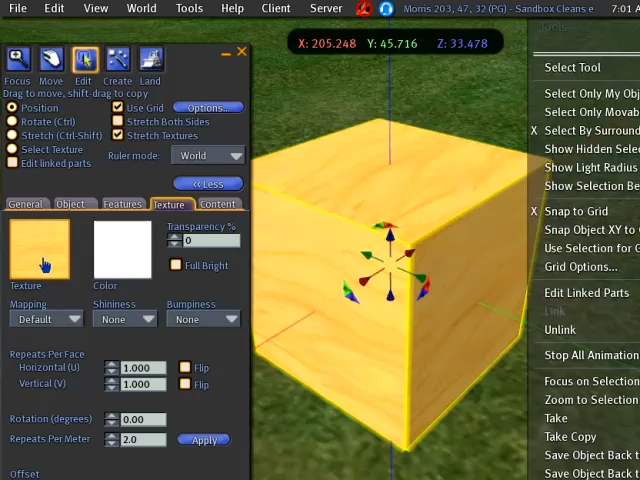 File Edit View World Tools Help Client Server Morris 203, 47, 32 (PG) - Sandbox Cleans e 7:01 A
X: 205.248 Y: 45.716 Z: 33.478
Tools
Focus Move Edit Create Land
Drag to move, shift-drag to copy
Position
Rotate (Ctrl)
Stretch (Ctrl-Shift)
Select Texture
Edit linked parts
Use Grid Options...
Stretch Both Sides
Stretch Textures
Ruler mode: World
<< Less
General Object Features Texture Content
Texture
Color
Transparency %
0
Full Bright
Mapping Shininess Bumpiness
Default None None
Repeats Per Face
Horizontal (U) 1.000 Flip
Vertical (V) 1.000 Flip
Rotation (degrees) 0.00
Repeats Per Meter 2.0 Apply
Offset
Select Tool
Select Only My Obj
Select Only Movab
X Select By Surround
Show Hidden Selec
Show Light Radius
Show Selection Be
X Snap to Grid
Snap Object XY to
Use Selection for G
Grid Options...
Edit Linked Parts
Link
Unlink
Stop All Animation
Focus on Selection
Zoom to Selection
Take
Take Copy
Save Object Back t
Save Object Back t